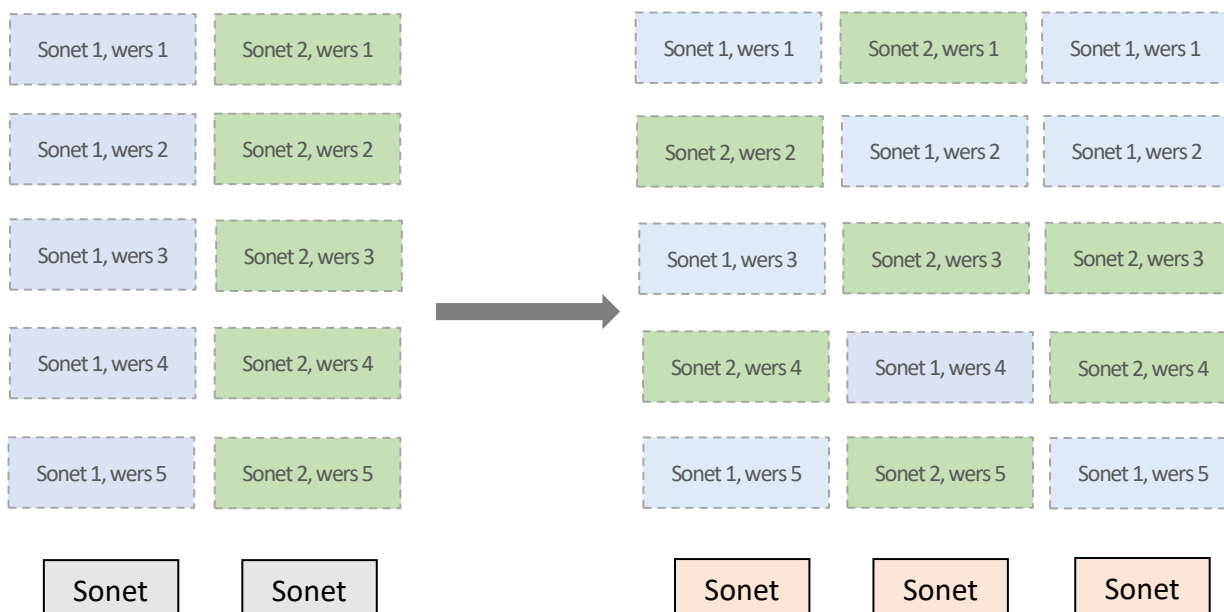 Sonet 1, wers 1
Sonet 2, wers 1
Sonet 1, wers 1
Sonet 2, wers 1
Sonet 1, wers 1
Sonet 1, wers 2
Sonet 2, wers 2
Sonet 2, wers 2
Sonet 1, wers 2
Sonet 1, wers 2
Sonet 1, wers 3
Sonet 2, wers 3
Sonet 1, wers 3
Sonet 2, wers 3
Sonet 2, wers 3
Sonet 1, wers 4
Sonet 2, wers 4
Sonet 2, wers 4
Sonet 1, wers 4
Sonet 2, wers 4
Sonet 1, wers 5
Sonet 2, wers 5
Sonet 1, wers 5
Sonet 2, wers 5
Sonet 1, wers 5
Sonet
Sonet
Sonet
Sonet
Sonet